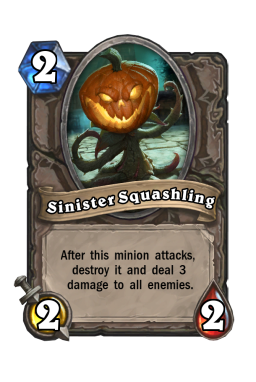 2
Sinister Squashling
After this minion attacks,
destroy it and deal 3
damage to all enemies.
2
2